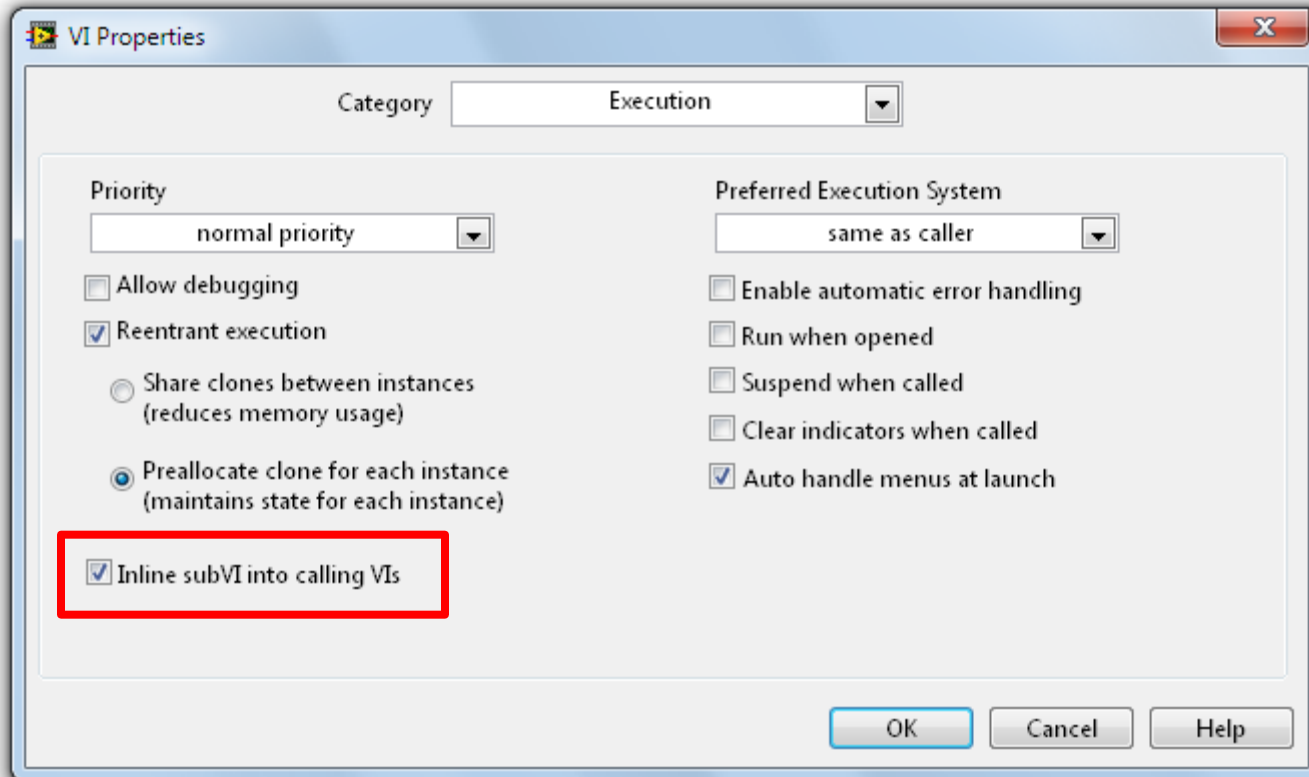 VI Properties
Category
Execution
Priority
normal priority
Allow debugging
Reentrant execution
Share clones between instances
(reduces memory usage)
Preallocate clone for each instance
(maintains state for each instance)
Inline subVI into calling VIs
Preferred Execution System
same as caller
Enable automatic error handling
Run when opened
Suspend when called
Clear indicators when called
Auto handle menus at launch
OK
Cancel
Help